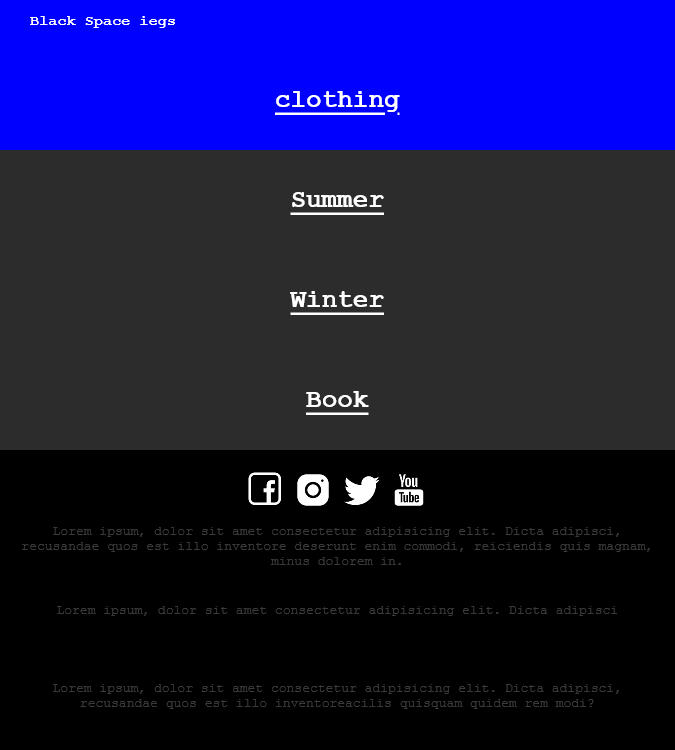 Black Space iegs
clothing
Summer
Winter
Book
You
Tube
Lorem ipsum, dolor sit amet consectetur adipisicing elit. Dicta adipisci,
recusandae quos est illo inventore deserunt enim commodi, reiciendis quis magnam,
minus dolorem in.
Lorem ipsum, dolor sit amet consectetur adipisicing elit. Dicta adipisci
Lorem ipsum, dolor sit amet consectetur adipisicing elit. Dicta adipisci,
recusandae quos est illo inventoreacilis quisquam quidem rem modi?